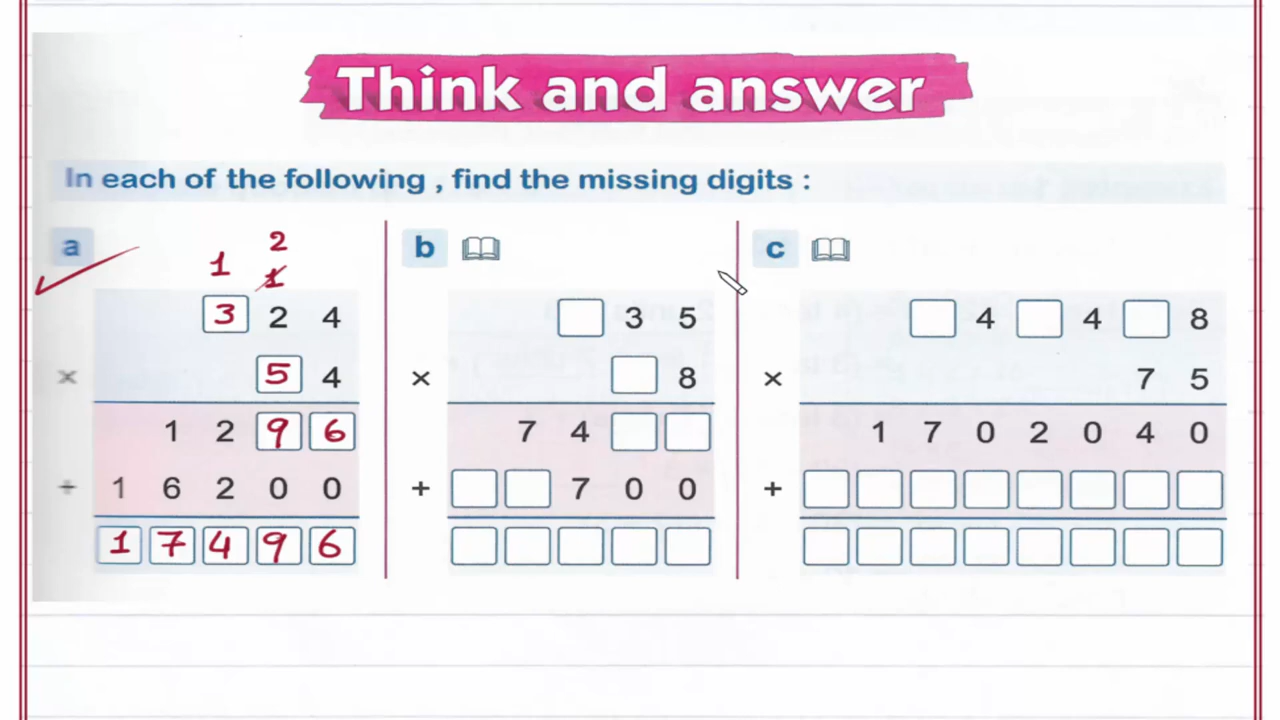 Think and answer
In each of the following , find the missing digits :
a
1 2
1
3 2 4
× 5 4
1 2 9 6
+ 1 6 2 0 0
1 7 4 9 6
b
□ 3 5
× □ 8
7 4 □ □
+ □ □ 7 0 0
□ □ □ □ □
c
□ 4 □ 4 □ 8
× 7 5
1 7 0 2 0 4 0
+ □ □ □ □ □ □ □ □
□ □ □ □ □ □ □ □